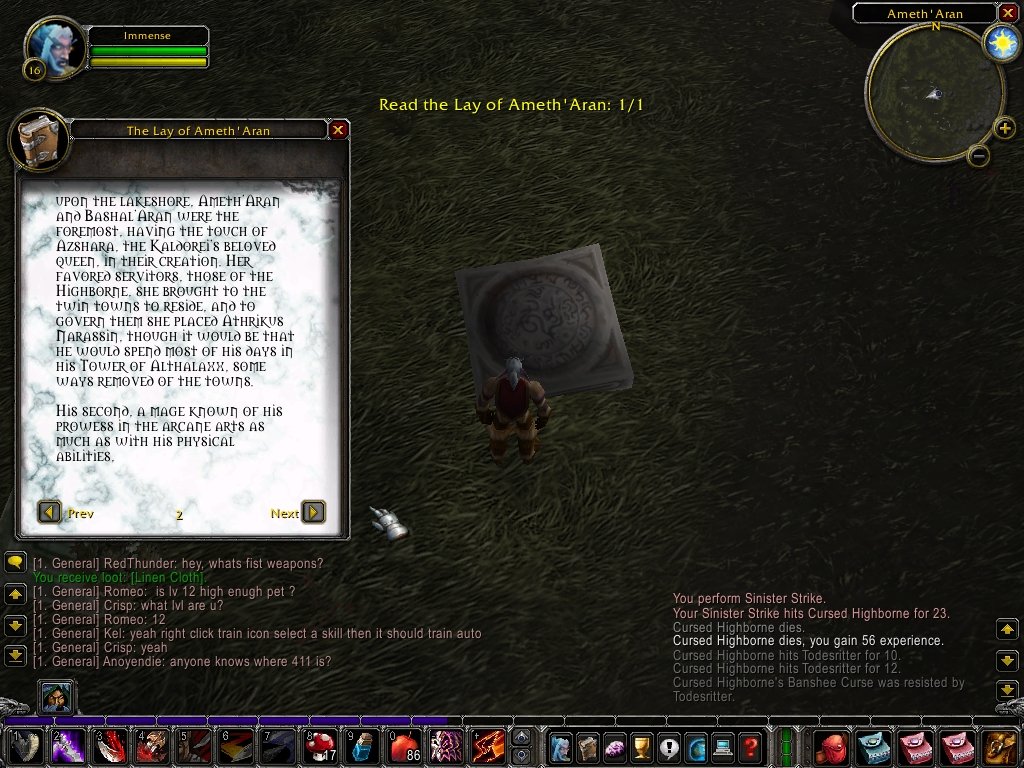 Immense
16
Ameth'Aran
N
Read the Lay of Ameth'Aran: 1/1
The Lay of Ameth'Aran
upon the lakeshore, Ameth'Aran
and Bashal'Aran were the
foremost, having the touch of
Azshara, the Kaldorei's beloved
queen, in their creation. Her
favored servitors, those of the
Highborne, she brought to the
twin towns to reside, and to
govern them she placed Athrikus
Narassin, though it would be that
he would spend most of his days in
his Tower of Althalaxx, some
ways removed of the towns.
His second, a mage known of his
prowess in the arcane arts as
much as with his physical
abilities,
Prev
2
Next
[1. General] RedThunder: hey, whats fist weapons?
You receive loot: [Linen Cloth].
[1. General] Romeo: is lv 12 high enugh pet ?
[1. General] Crisp: what lvl are u?
[1. General] Romeo: 12
[1. General] Kel: yeah right click train icon select a skill then it should train auto
[1. General] Crisp: yeah
[1. General] Anoyendie: anyone knows where 411 is?
You perform Sinister Strike.
Your Sinister Strike hits Cursed Highborne for 23.
Cursed Highborne dies.
Cursed Highborne dies, you gain 56 experience.
Cursed Highborne hits Todesritter for 10.
Cursed Highborne hits Todesritter for 12.
Cursed Highborne's Banshee Curse was resisted by
Todesritter.
2 3 4 5 6 7 8 9 0
17 86